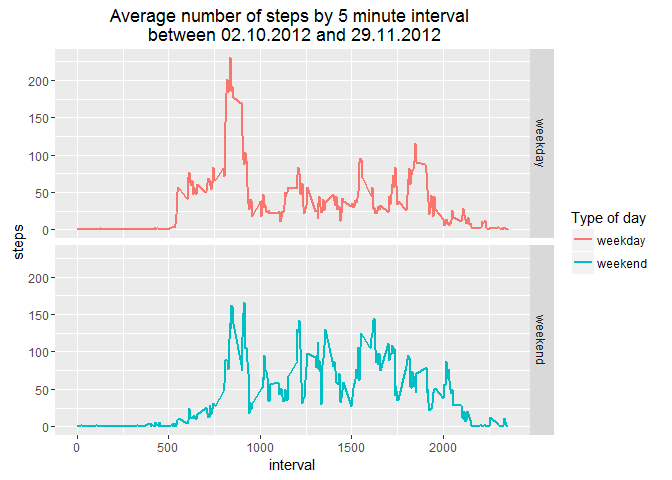 Average number of steps by 5 minute interval
between 02.10.2012 and 29.11.2012
steps
200
150
100
50
0
weekday
200
150
100
50
0
weekend
0 500 1000 1500 2000
interval
Type of day
weekday
weekend